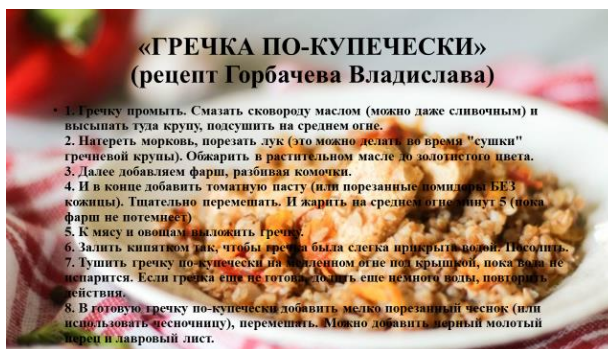 «ГРЕЧКА ПО-КУПЕЧЕСКИ»
(рецепт Горбачева Владислава)
• 1. Гречку промыть. Смазать сковороду маслом (можно даже сливочным) и
высыпать туда крупу, подсушить на среднем огне.
2. Натереть морковь, порезать лук (это можно делать во время "сушки"
гречневой крупы). Обжарить в растительном масле до золотистого цвета.
3. Далее добавляем фарш, разбивая комочки.
4. И в конце добавить томатную пасту (или порезанные помидоры БЕЗ
кожицы). Тщательно перемешать. И жарить на среднем огне минут 5 (пока
фарш не потемнеет)
5. К мясу и овощам выложить гречку.
6. Залить кипятком так, чтобы гречка была слегка прикрыта водой. Посолить.
7. Тушить гречку по-купечески на медленном огне под крышкой, пока вода не
испарится. Если гречка еще не готова, долить еще немного воды, повторить
действия.
8. В готовую гречку по-купечески добавить мелко порезанный чеснок (или
использовать чесночницу), перемешать. Можно добавить черный молотый
перец и лавровый лист.